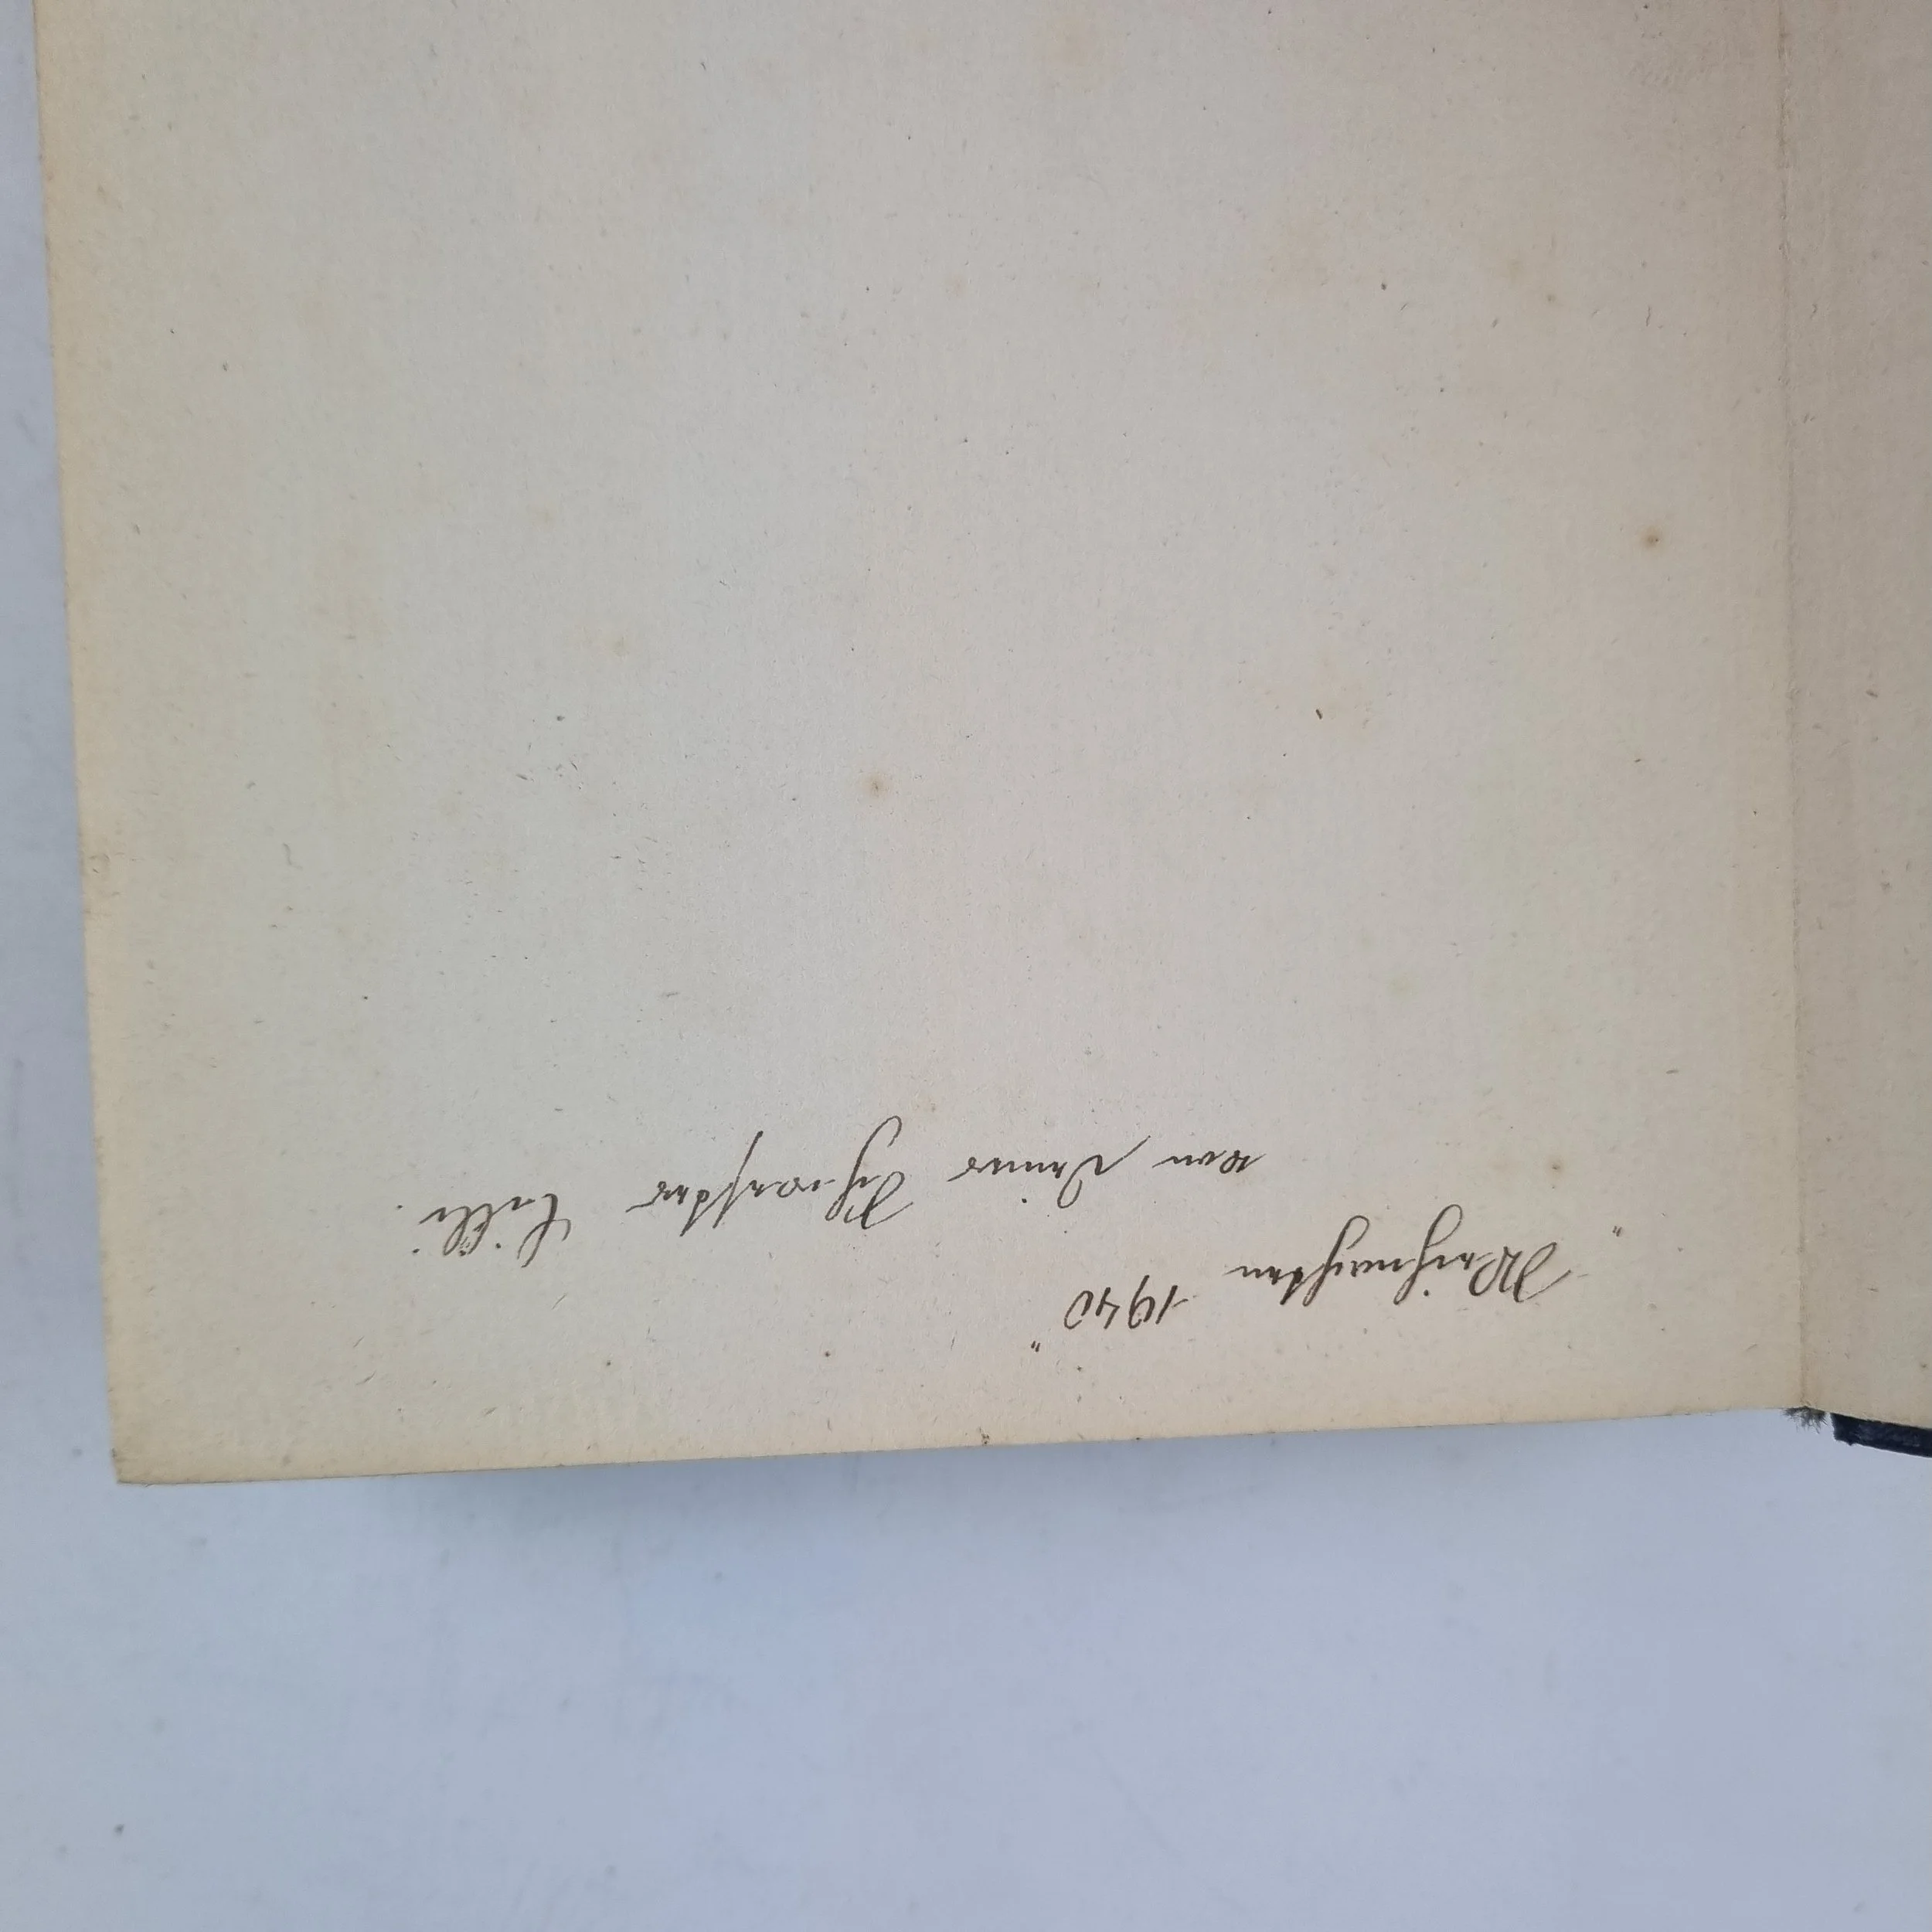 „Weihnachten 1940"
von Deiner Schwester Lilli.